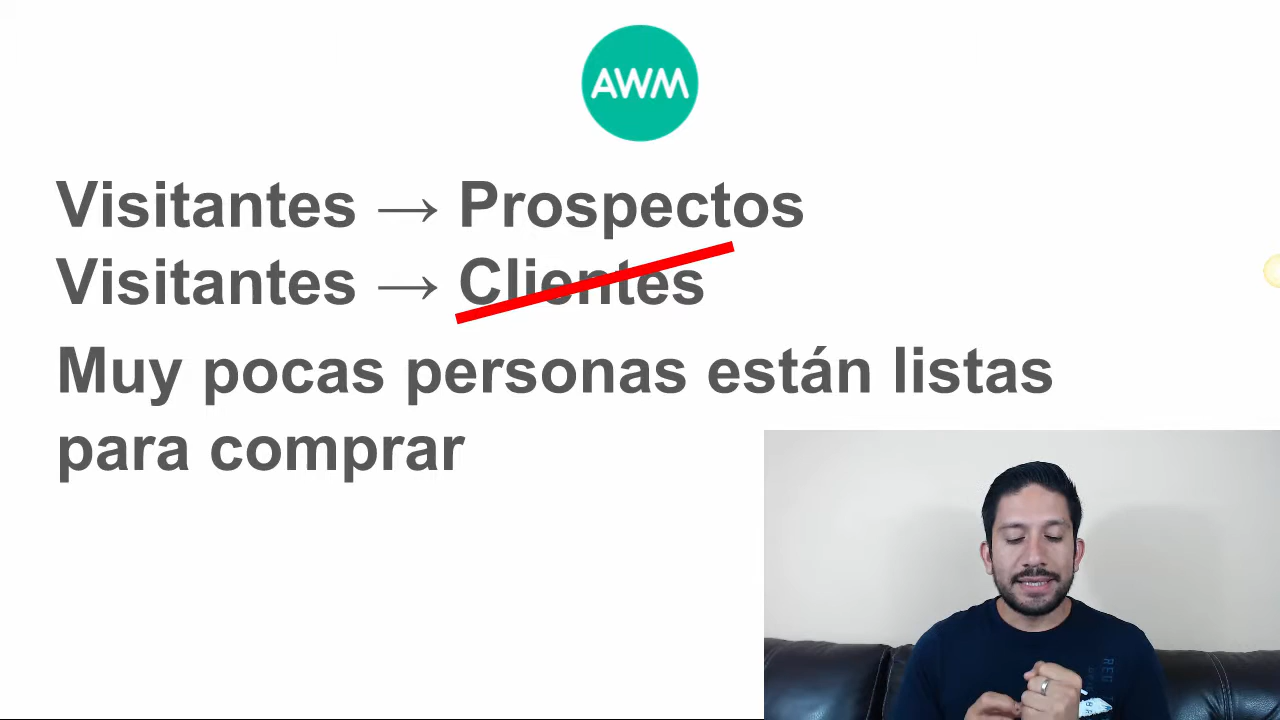 AWM
Visitantes → Prospectos
Visitantes → Clientes
Muy pocas personas están listas
para comprar